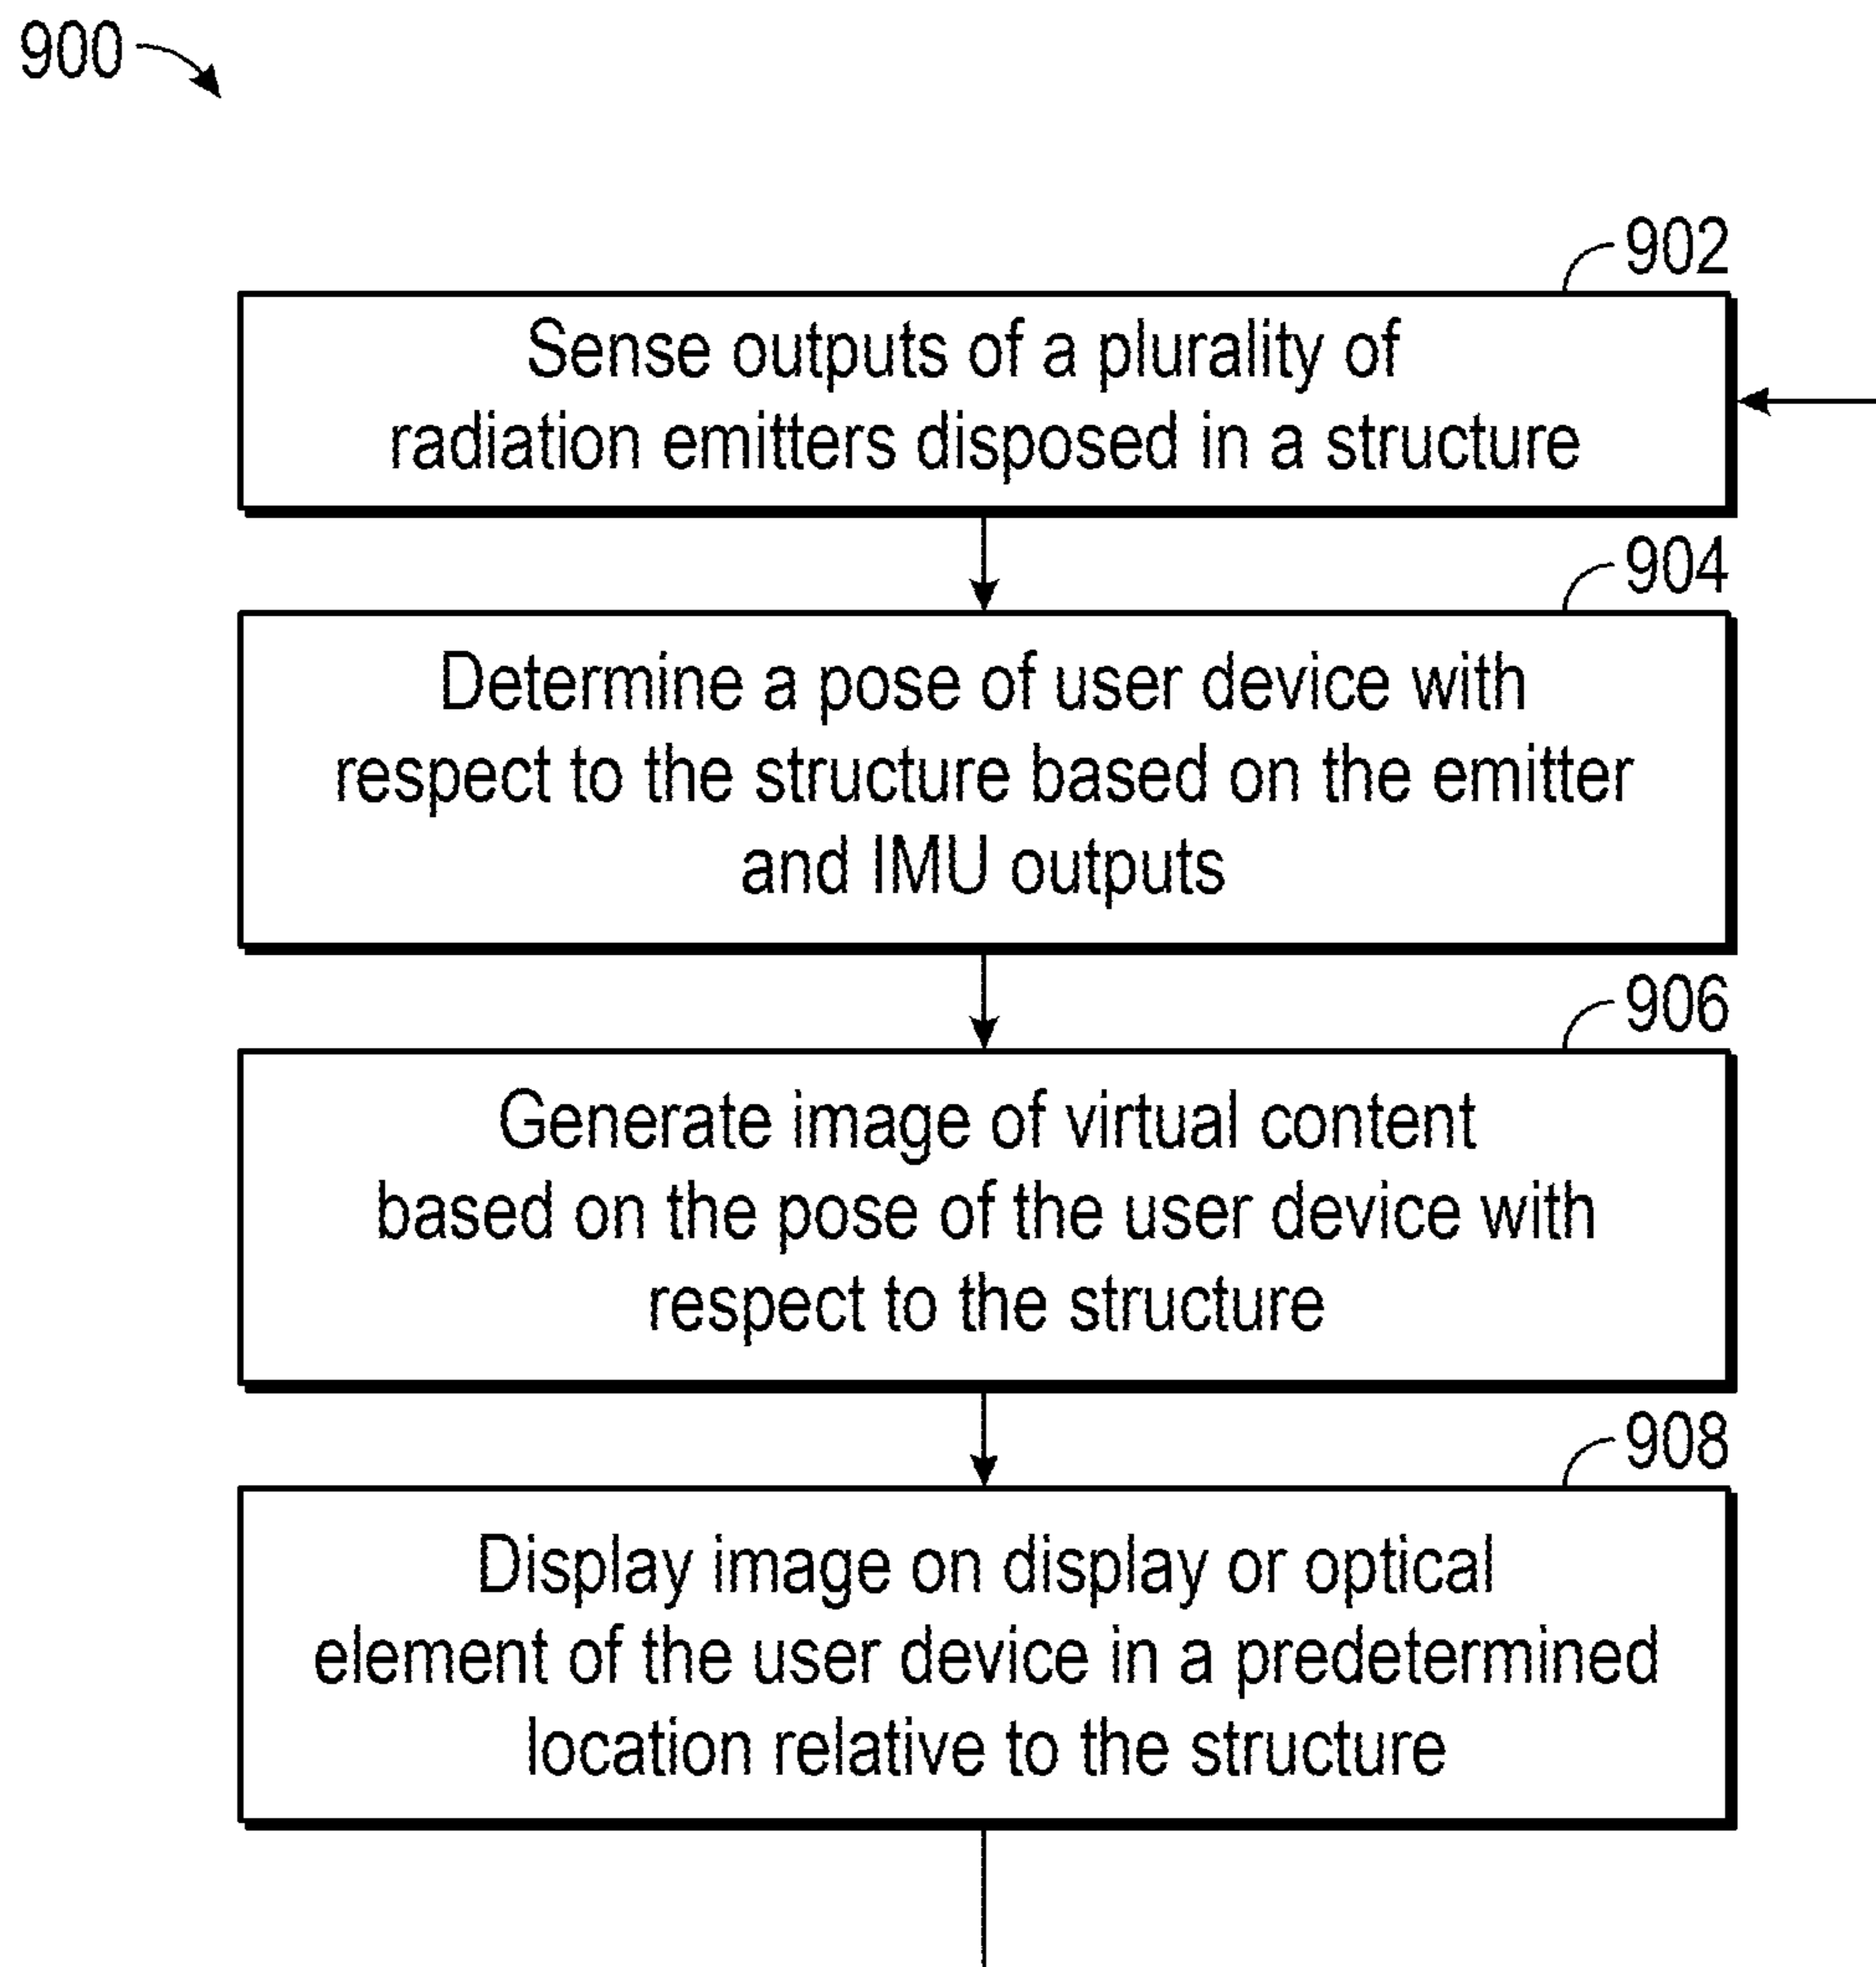 900
902
Sense outputs of a plurality of
radiation emitters disposed in a structure
904
Determine a pose of user device with
respect to the structure based on the emitter
and IMU outputs
906
Generate image of virtual content
based on the pose of the user device with
respect to the structure
908
Display image on display or optical
element of the user device in a predetermined
location relative to the structure